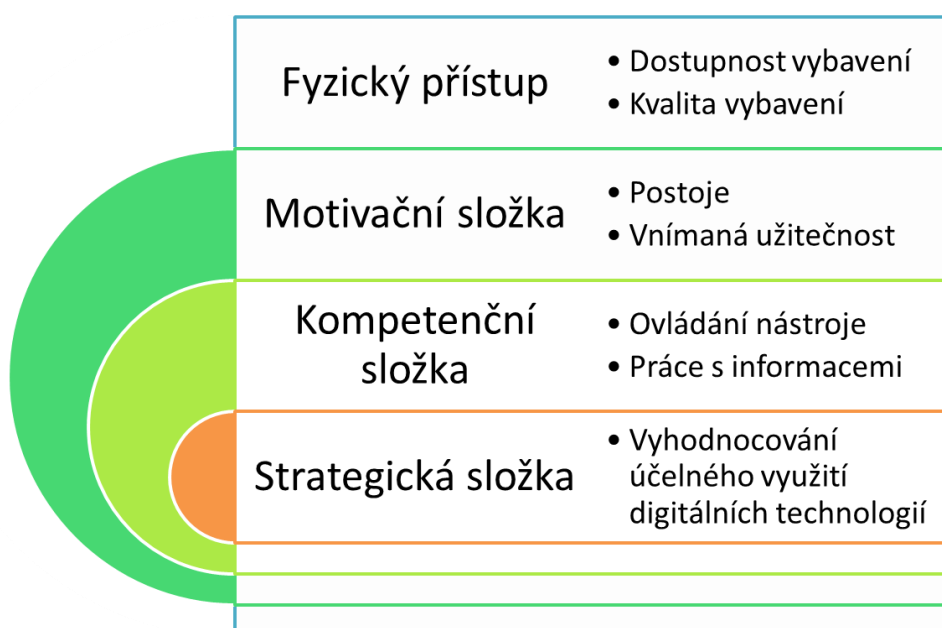 Fyzický přístup
• Dostupnost vybavení
• Kvalita vybavení
Motivační složka
• Postoje
• Vnímaná užitečnost
Kompetenční
složka
• Ovládání nástroje
• Práce s informacemi
Strategická složka
• Vyhodnocování
účelného využití
digitálních technologií